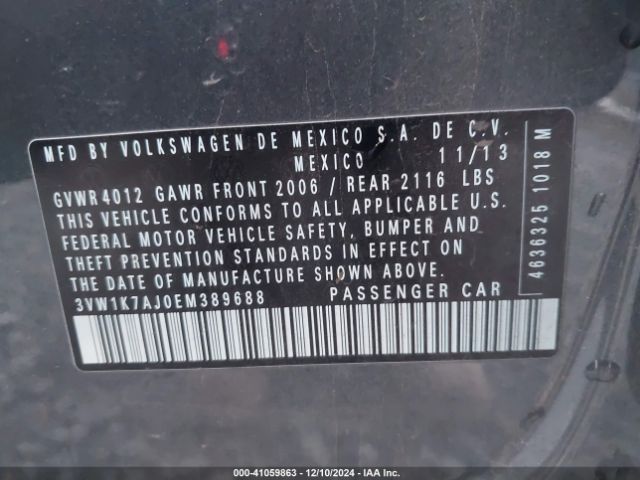 MFD BY VOLKSWAGEN DE MEXICO S.A. DE C.V.
MEXICO 11/13
GVWR 4012 GAWR FRONT 2006 / REAR 2116 LBS
THIS VEHICLE CONFORMS TO ALL APPLICABLE U.S.
FEDERAL MOTOR VEHICLE SAFETY, BUMPER AND
THEFT PREVENTION STANDARDS IN EFFECT ON
THE DATE OF MANUFACTURE SHOWN ABOVE.
3VW1K7AJ0EM389688 PASSENGER CAR
4636325 1018 M
000-41059863 - 12/10/2024 - IAA Inc.